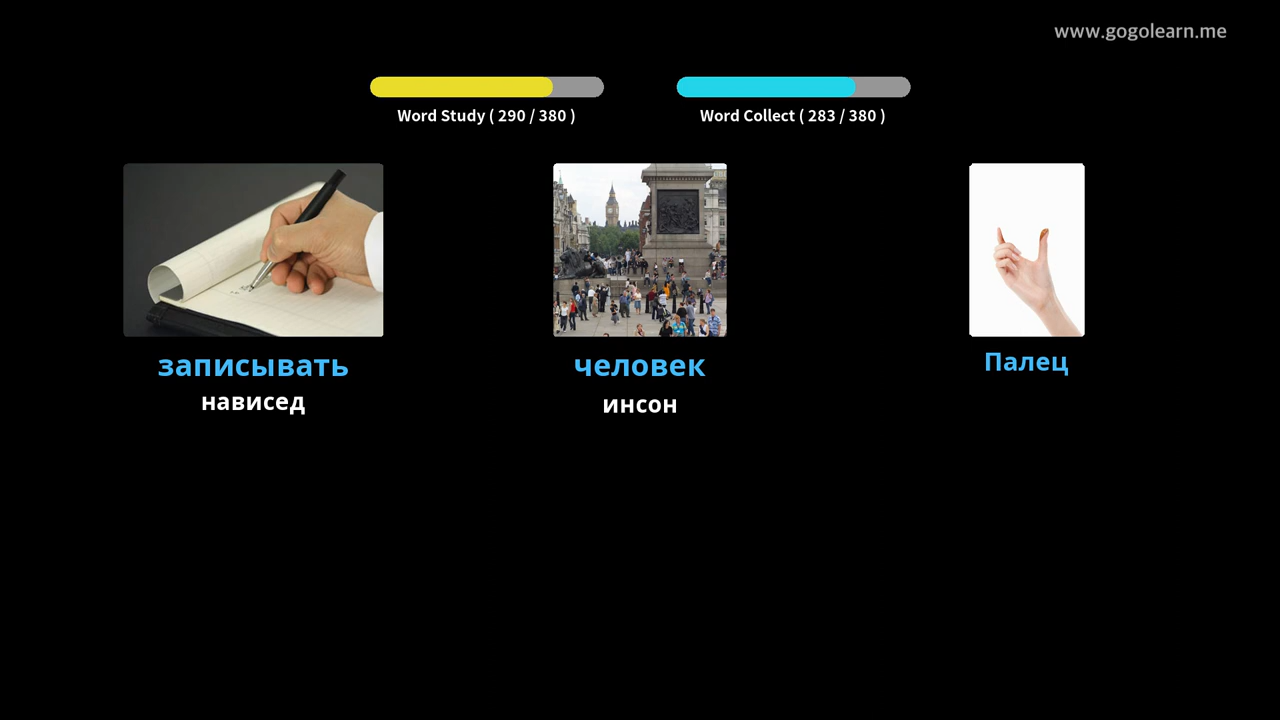 www.gogolearn.me
Word Study ( 290 / 380 )
Word Collect ( 283 / 380 )
записывать
нависед
человек
инсон
Палец